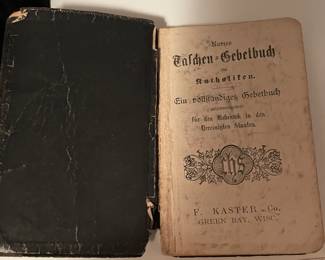 Kurzes
Taschen-Gebetbuch
für
Katholiken.
Ein vollständiges Gebetbuch
für den Gebrauch in den
Vereinigten Staaten.
ihs
F. KASTER & Co.
GREEN BAY, WISC.